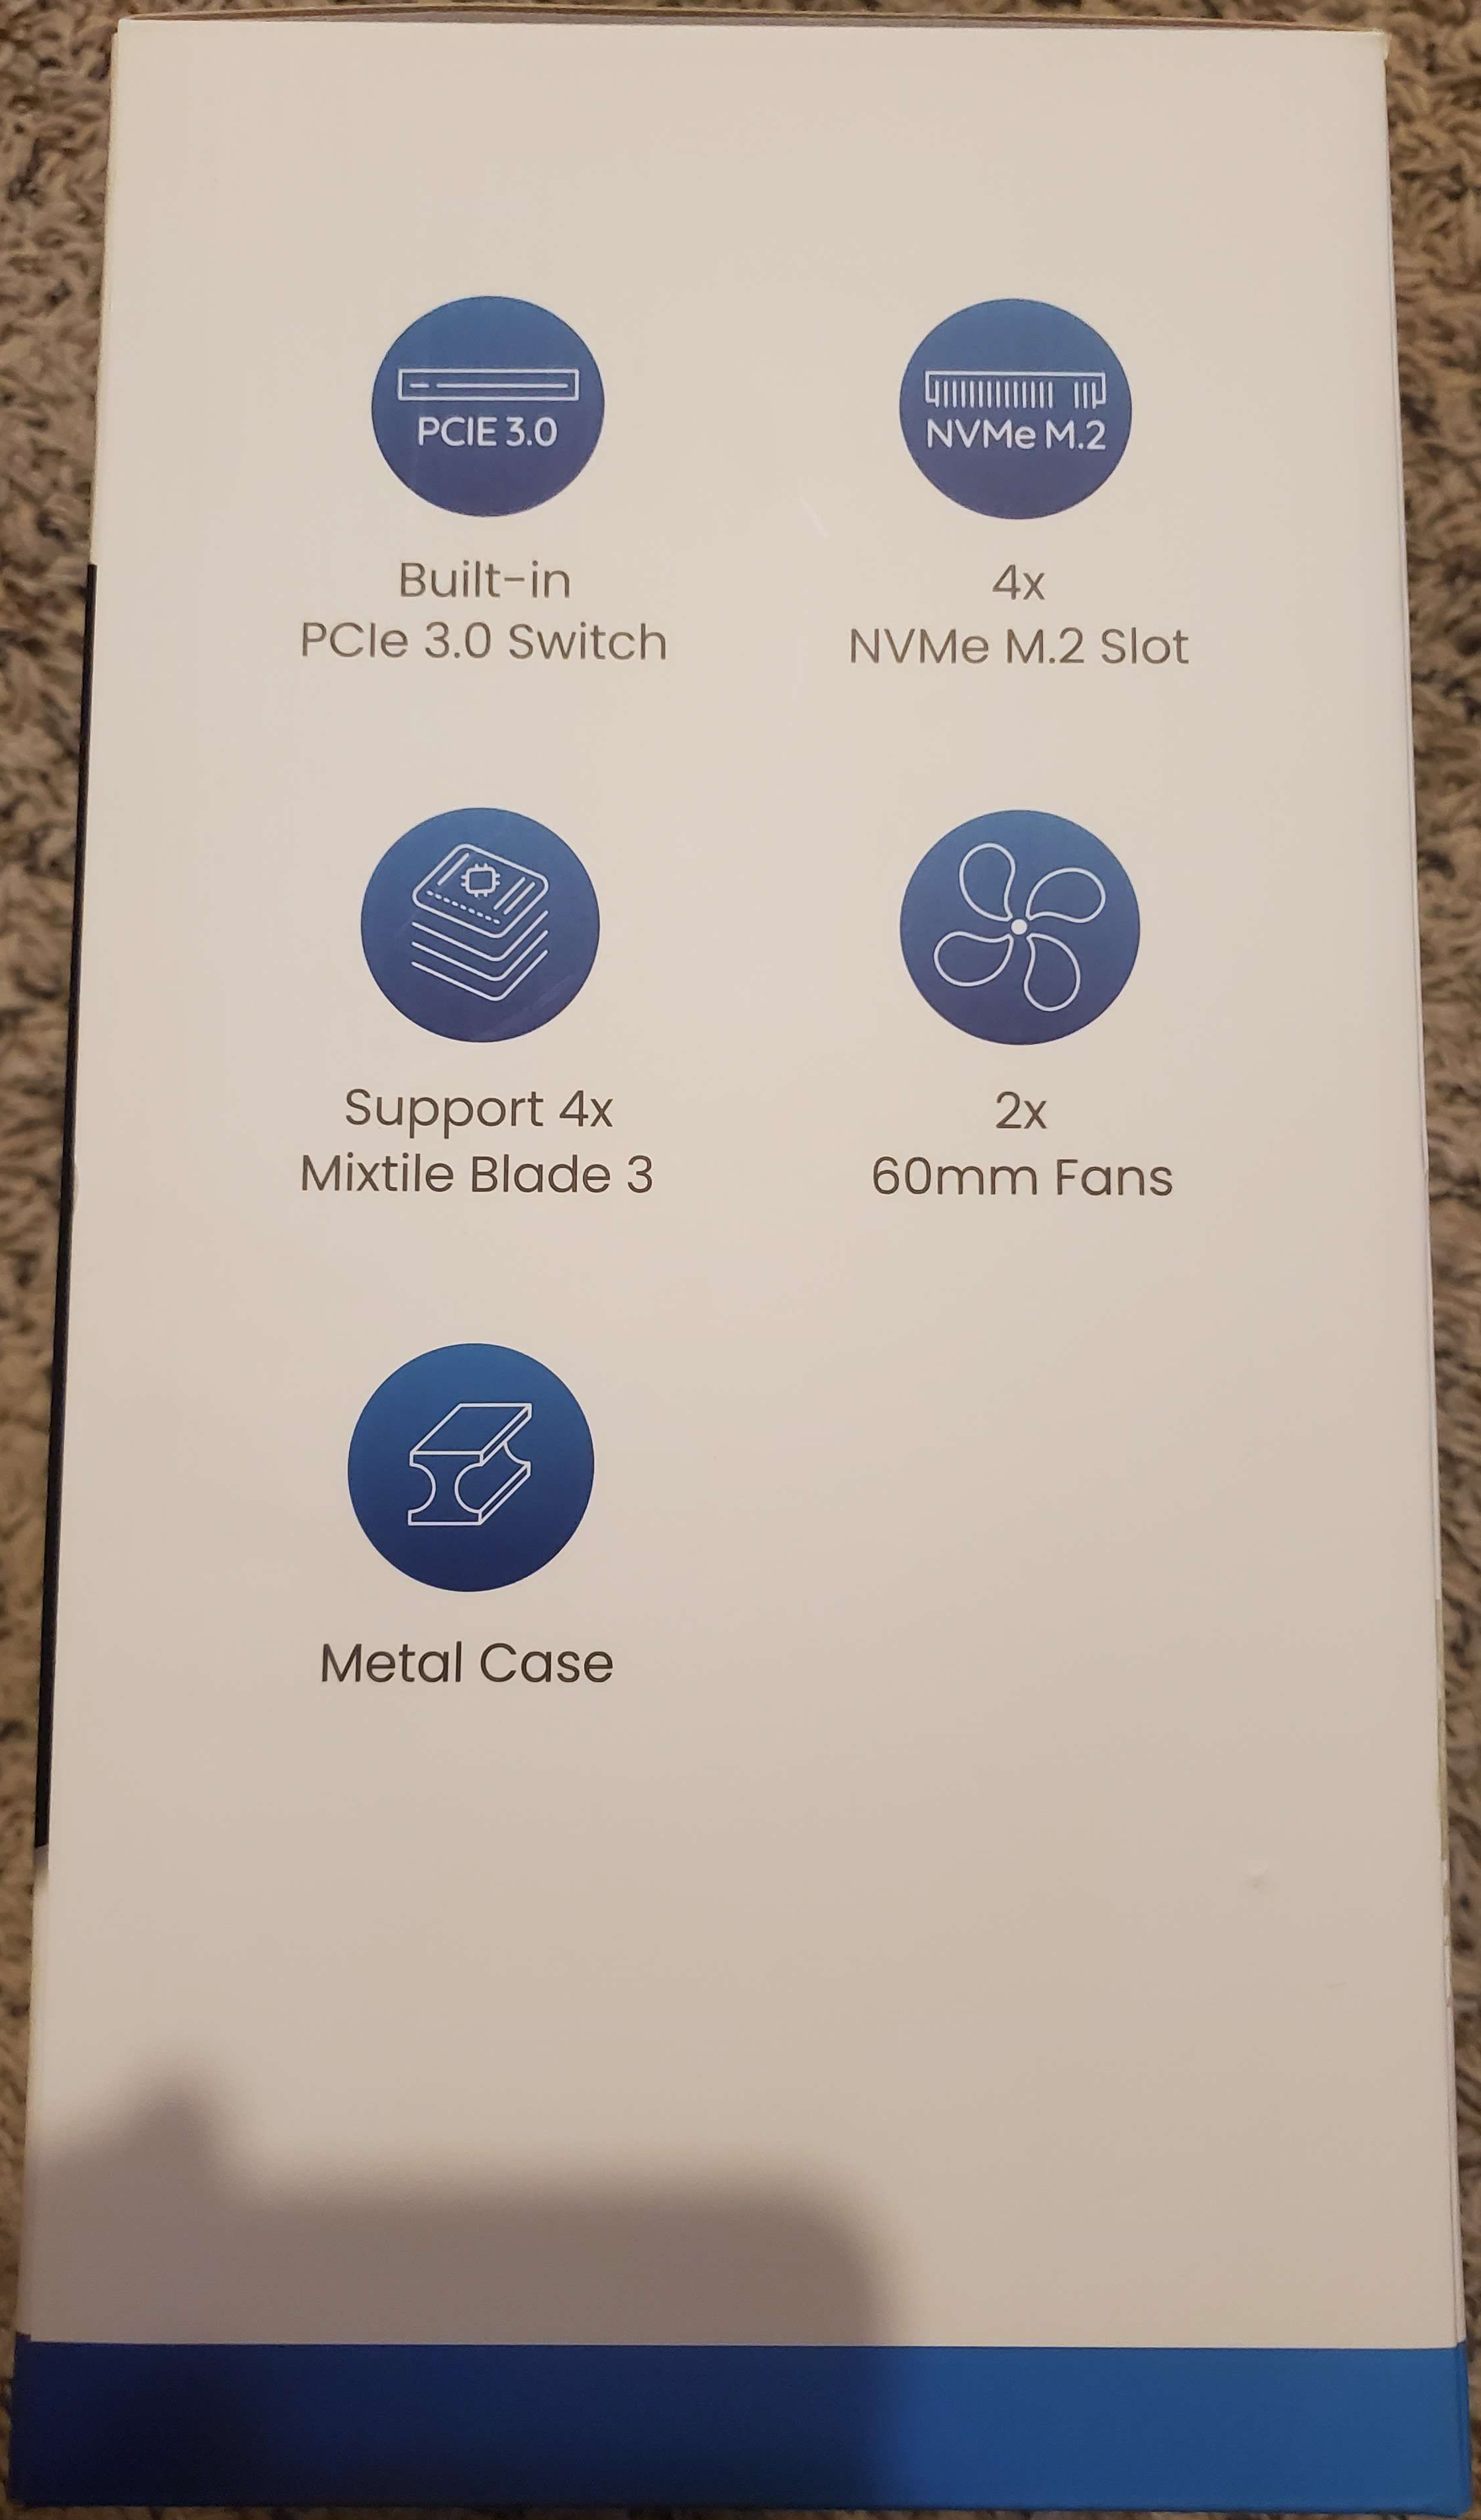 PCIE 3.0
Built-in
PCIe 3.0 Switch
NVMe M.2
4x
NVMe M.2 Slot
Support 4x
Mixtile Blade 3
2x
60mm Fans
Metal Case